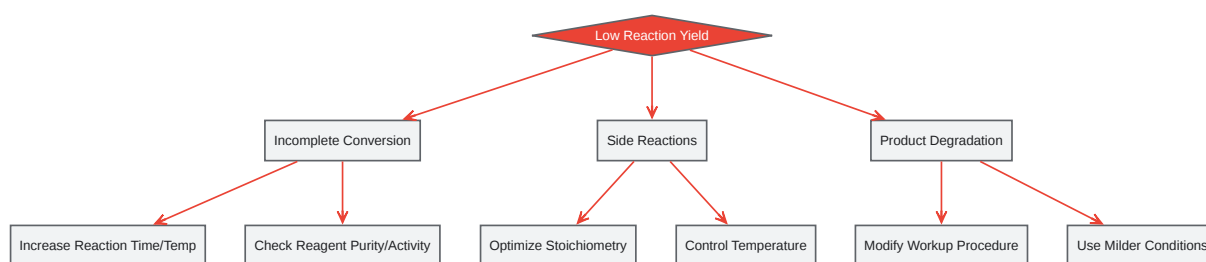 Low Reaction Yield
Incomplete Conversion
Side Reactions
Product Degradation
Increase Reaction Time/Temp
Check Reagent Purity/Activity
Optimize Stoichiometry
Control Temperature
Modify Workup Procedure
Use Milder Conditions